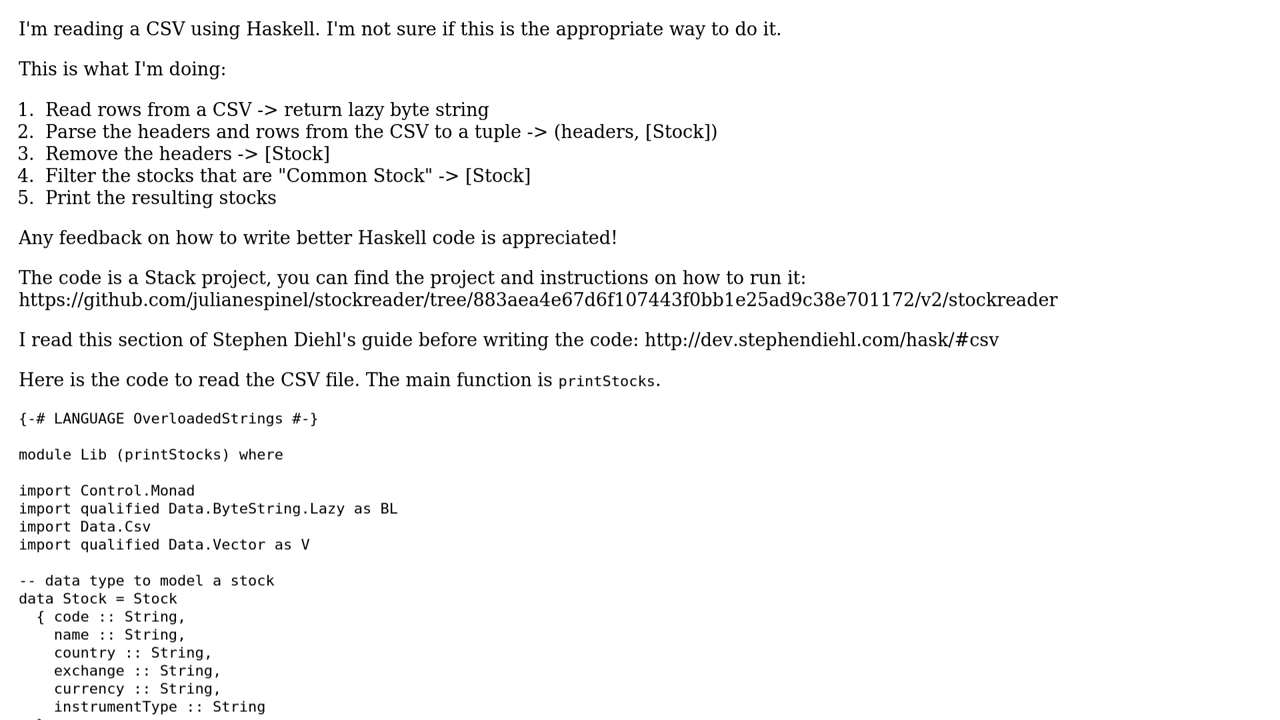 I'm reading a CSV using Haskell. I'm not sure if this is the appropriate way to do it.
This is what I'm doing:
1. Read rows from a CSV -> return lazy byte string
2. Parse the headers and rows from the CSV to a tuple -> (headers, [Stock])
3. Remove the headers -> [Stock]
4. Filter the stocks that are "Common Stock" -> [Stock]
5. Print the resulting stocks
Any feedback on how to write better Haskell code is appreciated!
The code is a Stack project, you can find the project and instructions on how to run it:
https://github.com/julianespinel/stockreader/tree/883aea4e67d6f107443f0bb1e25ad9c38e701172/v2/stockreader
I read this section of Stephen Diehl's guide before writing the code: http://dev.stephendiehl.com/hask/#csv
Here is the code to read the CSV file. The main function is printStocks.
{-# LANGUAGE OverloadedStrings #-}
module Lib (printStocks) where
import Control.Monad
import qualified Data.ByteString.Lazy as BL
import Data.Csv
import qualified Data.Vector as V
-- data type to model a stock
data Stock = Stock
  { code :: String,
    name :: String,
    country :: String,
    exchange :: String,
    currency :: String,
    instrumentType :: String